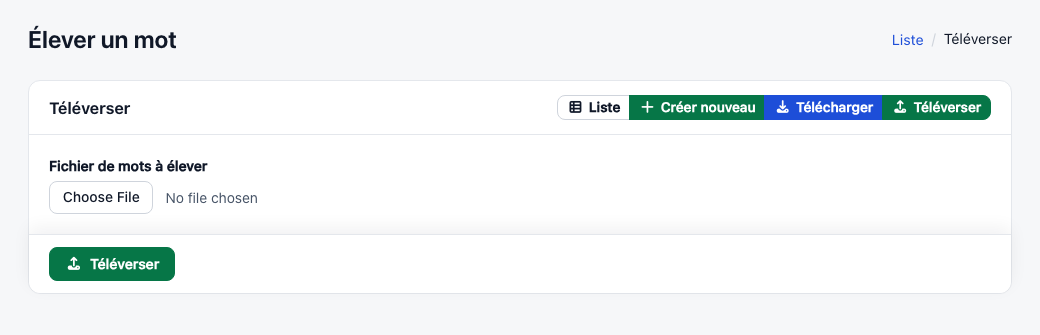 Élever un mot
Liste / Téléverser
Téléverser
Liste Créer nouveau Télécharger Téléverser
Fichier de mots à élever
Choose File No file chosen
Téléverser